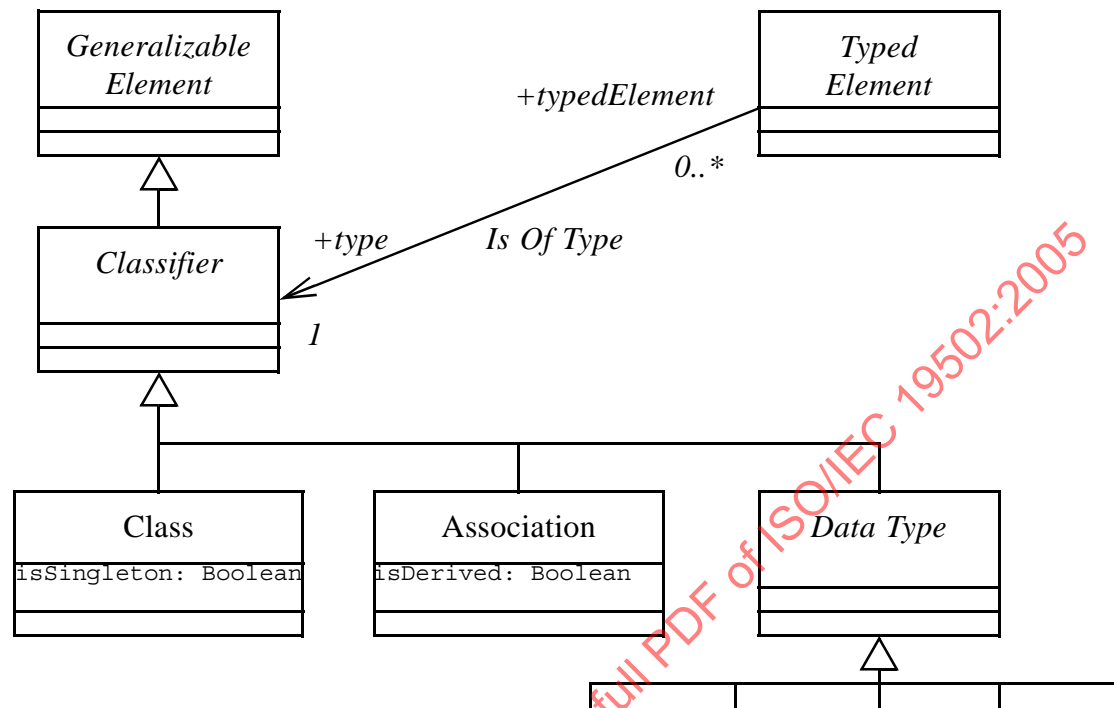 Generalizable
Element
Typed
Element
+typedElement
0..*
Classifier
+type
Is Of Type
1
Class
isSingleton: Boolean
Association
isDerived: Boolean
Data Type
full PDF of ISO/IEC 19502:2005